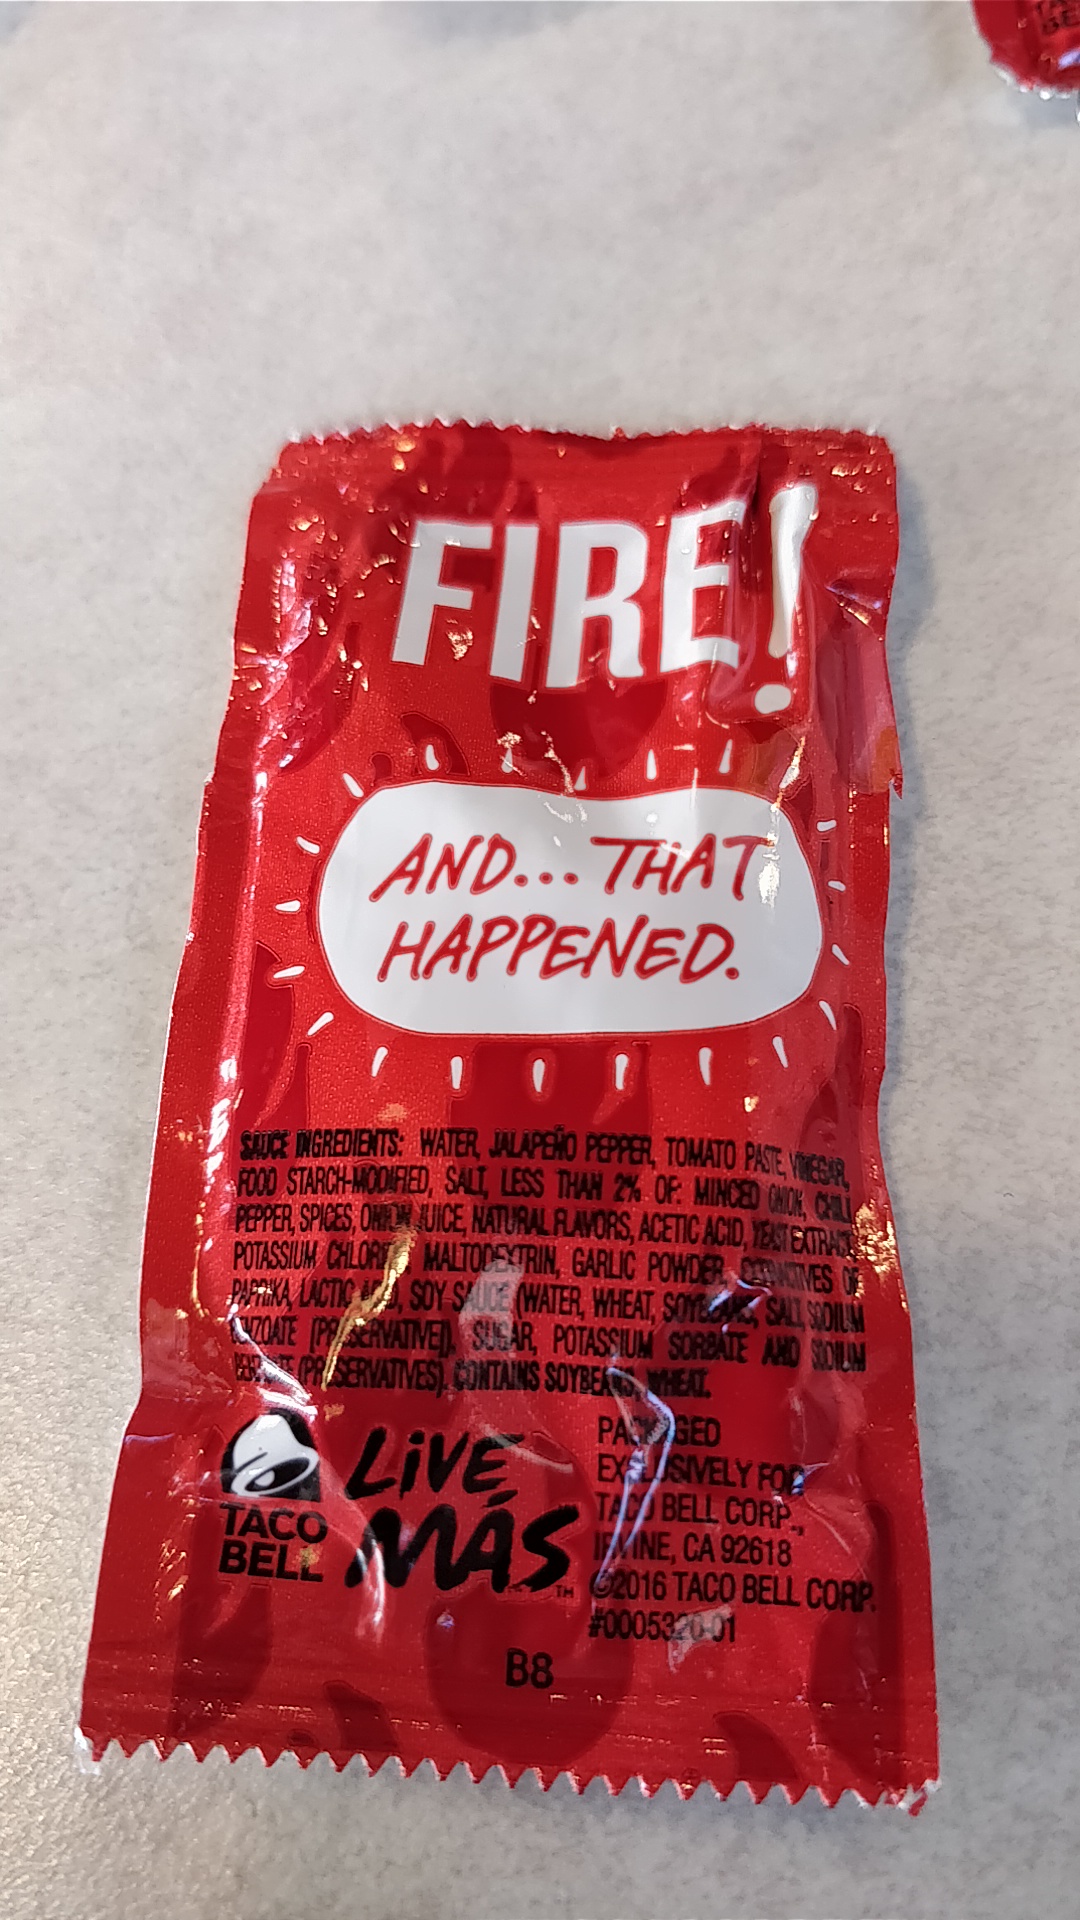 FIRE!
AND... THAT
HAPPENED.
SAUCE INGREDIENTS: WATER, JALAPEÑO PEPPER, TOMATO PASTE, VINEGAR,
FOOD STARCH-MODIFIED, SALT, LESS THAN 2% OF: MINCED ONION, CHILI
PEPPER, SPICES, ONION JUICE, NATURAL FLAVORS, ACETIC ACID, YEAST EXTRACT,
POTASSIUM CHLORIDE, MALTODEXTRIN, GARLIC POWDER, OF
PAPRIKA, LACTIC ACID, SOY SAUCE (WATER, WHEAT, SOYBEANS, SALT, SODIUM
BENZOATE [PRESERVATIVE]), SUGAR, POTASSIUM SORBATE AND SODIUM
BENZOATE (PRESERVATIVES). CONTAINS SOYBEANS, WHEAT.
TACO
BELL
LiVE
MÁS™
PACKAGED
EXCLUSIVELY FOR
TACO BELL CORP.,
IRVINE, CA 92618
©2016 TACO BELL CORP.
#0005320-01
B8